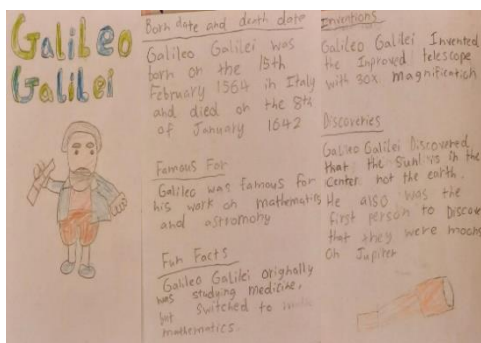 Galileo
Galilei
Born date and death date
Galileo Galilei was
born on the 15th
February 1564 in Italy
and died on the 8th
of January 1642
Famous For
Galileo was famous for
his work on mathematics
and astromony
Fun Facts
Galileo Galilei orighally
was studying medicine,
but switched to
mathematics.
Inventions
Galileo Galilei Invented
the Inproved telescope
with 30x magnification
Discoveries
Galileo Galilei Discovered
that the Sun is in the
Center not the earth.
He also was the
first person to Discover
that they were moons
on Jupiter